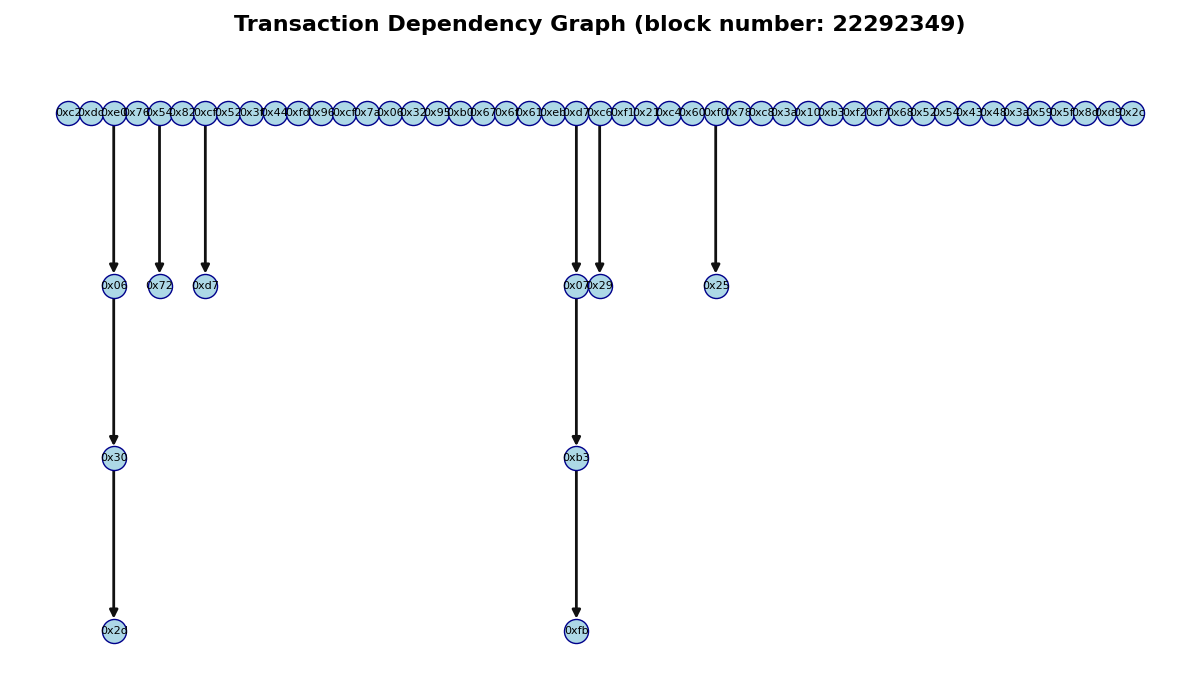 Transaction Dependency Graph (block number: 22292349)
0xc2 0xdc 0xe0 0x76 0x54 0x82 0xcf 0x52 0x3f 0x44 0xfd 0x96 0xcf 0x7a 0x06 0x32 0x95 0xb0 0x67 0x6f 0x61 0xeb 0xd7 0xc6 0xf1 0x21 0xc4 0x60 0xf0 0x78 0xc8 0x3a 0x10 0xb3 0xf2 0xf7 0x68 0x52 0x54 0x43 0x48 0x3a 0x59 0x5f 0x8d 0xd9 0x2c
0x06 0x72 0xd7 0x07 0x29 0x25
0x30 0xb3
0x2d 0xfb